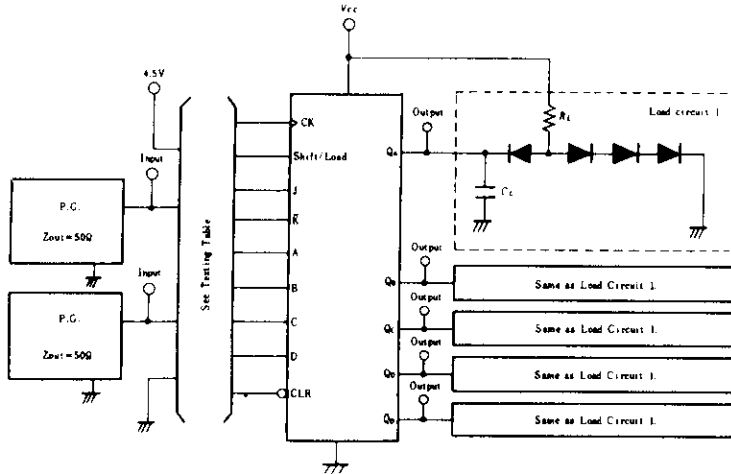 Vcc
4.5V
Input
P.G.
Zout=50Ω
Input
P.G.
Zout=50Ω
See Testing Table
CK
Shift/Load
J
K̅
A
B
C
D
CLR
Output
RL
Load circuit 1
CL
Output
Same as Load Circuit 1.
Output
Same as Load Circuit 1.
Output
Same as Load Circuit 1.
Output
Same as Load Circuit 1.